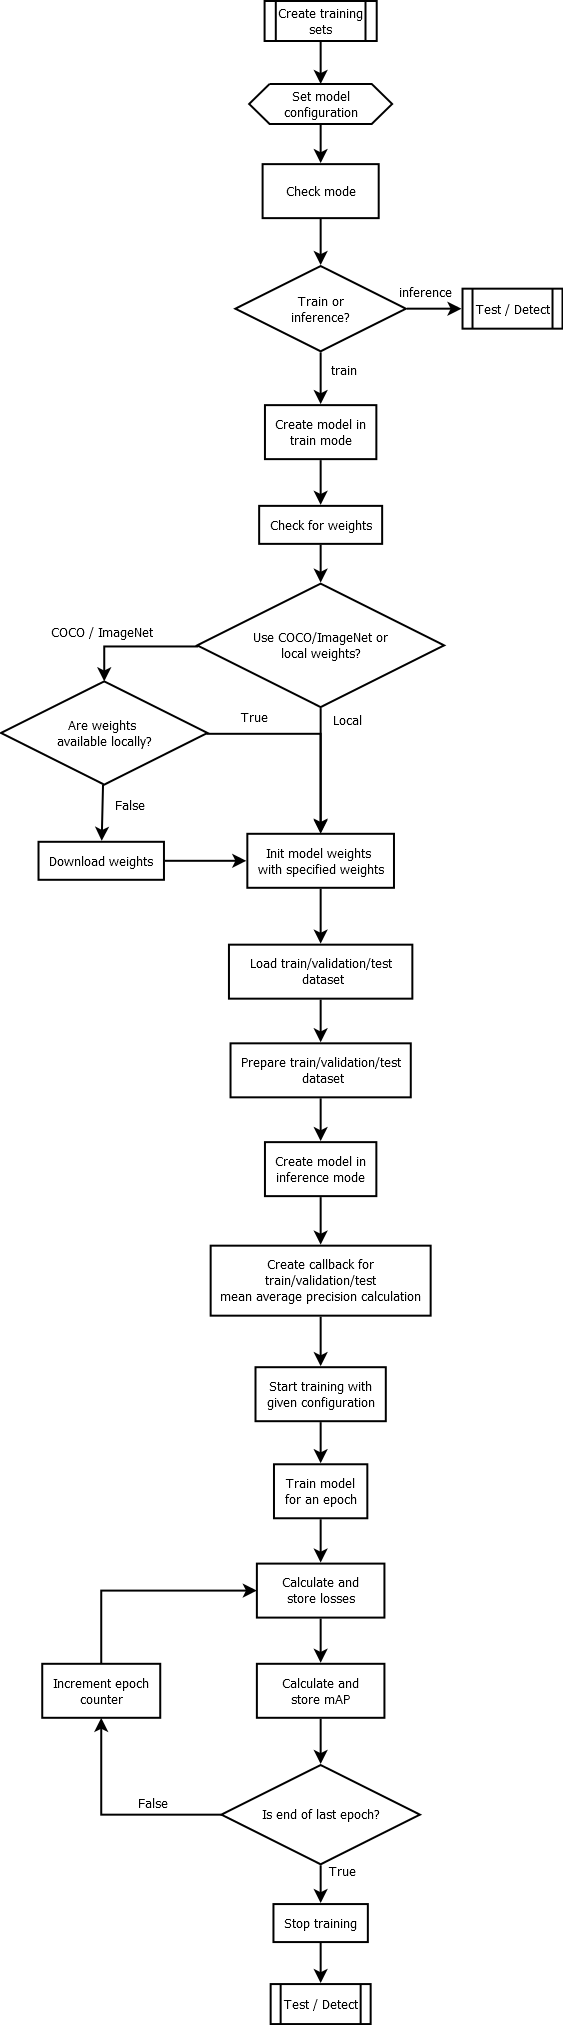 Create training
sets
Set model
configuration
Check mode
Train or
inference?
inference
Test / Detect
train
Create model in
train mode
Check for weights
Use COCO/ImageNet or
local weights?
COCO / ImageNet
Are weights
available locally?
True
Local
False
Download weights
Init model weights
with specified weights
Load train/validation/test
dataset
Prepare train/validation/test
dataset
Create model in
inference mode
Create callback for
train/validation/test
mean average precision calculation
Start training with
given configuration
Train model
for an epoch
Calculate and
store losses
Increment epoch
counter
Calculate and
store mAP
False
Is end of last epoch?
True
Stop training
Test / Detect